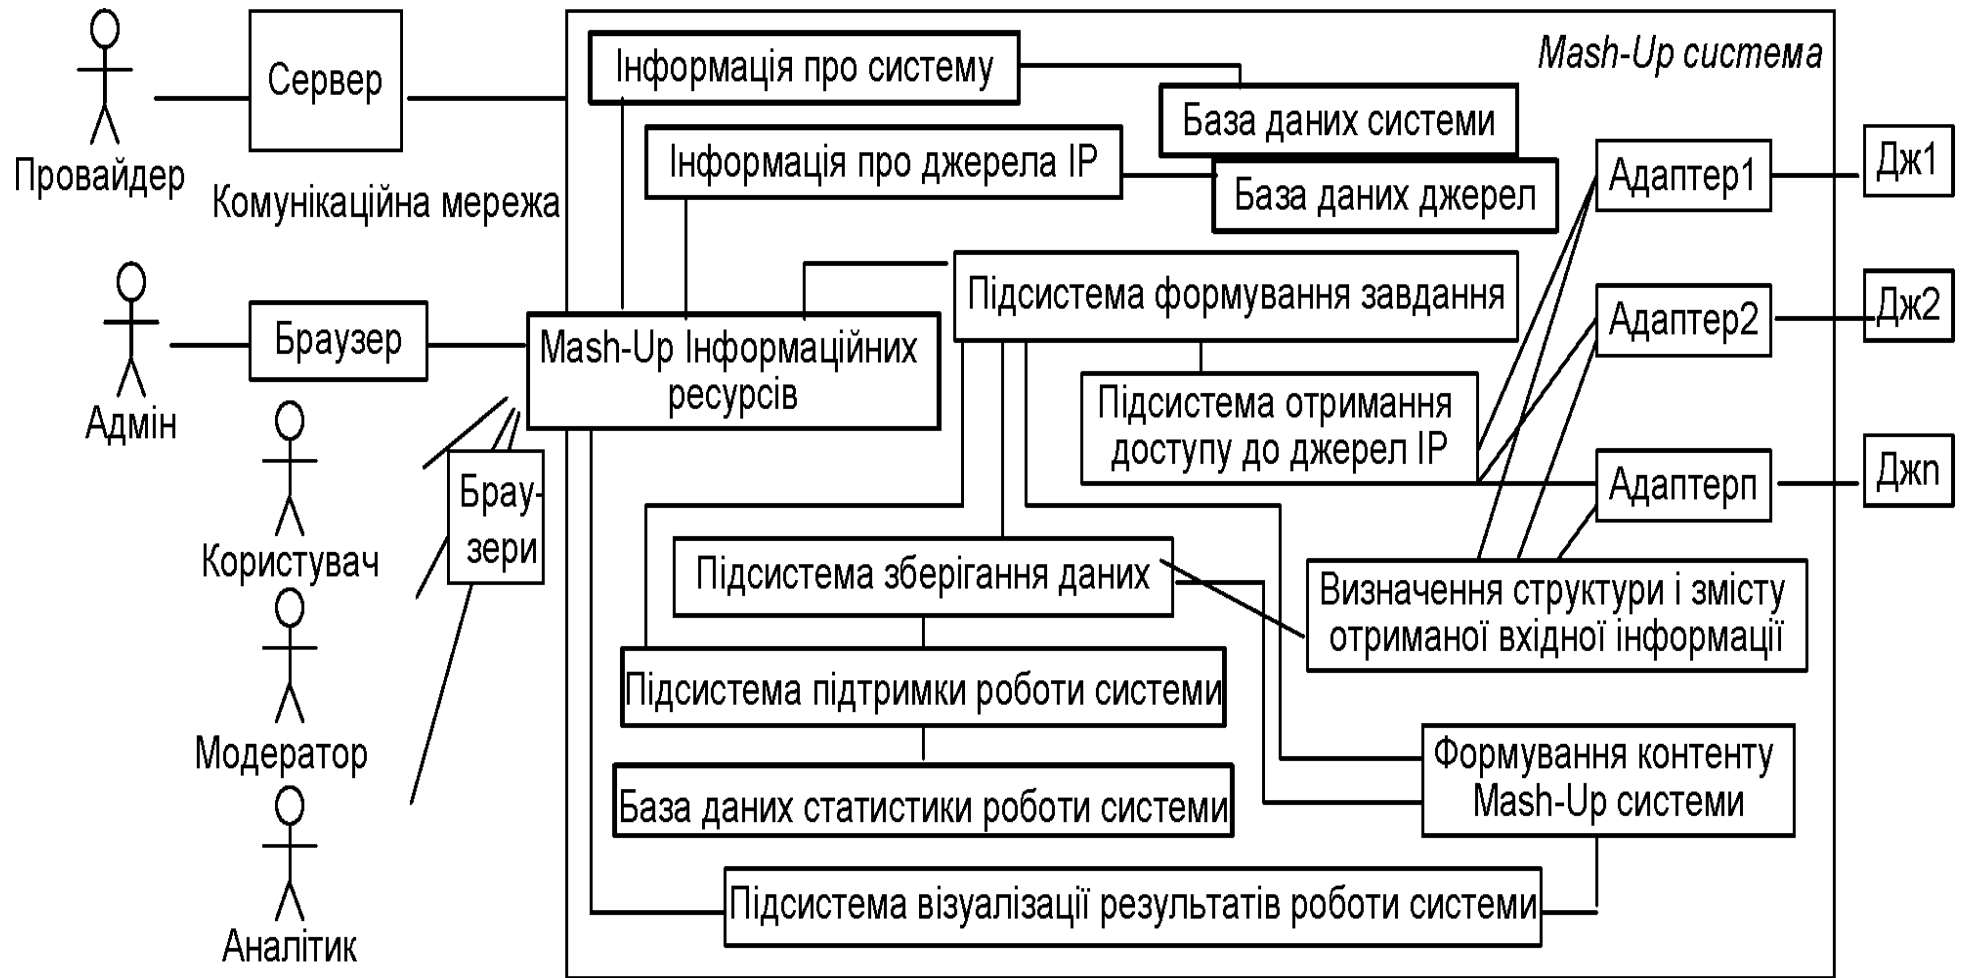 Mash-Up система
Сервер
Провайдер
Комунікаційна мережа
Інформація про систему
База даних системи
Інформація про джерела ІР
База даних джерел
Адаптер1
Дж1
Адмін
Браузер
Mash-Up Інформаційних
ресурсів
Підсистема формування завдання
Адаптер2
Дж2
Підсистема отримання
доступу до джерел ІР
Адаптерn
Джn
Користувач
Брау-
зери
Підсистема зберігання даних
Визначення структури і змісту
отриманої вхідної інформації
Модератор
Підсистема підтримки роботи системи
База даних статистики роботи системи
Формування контенту
Mash-Up системи
Аналітик
Підсистема візуалізації результатів роботи системи